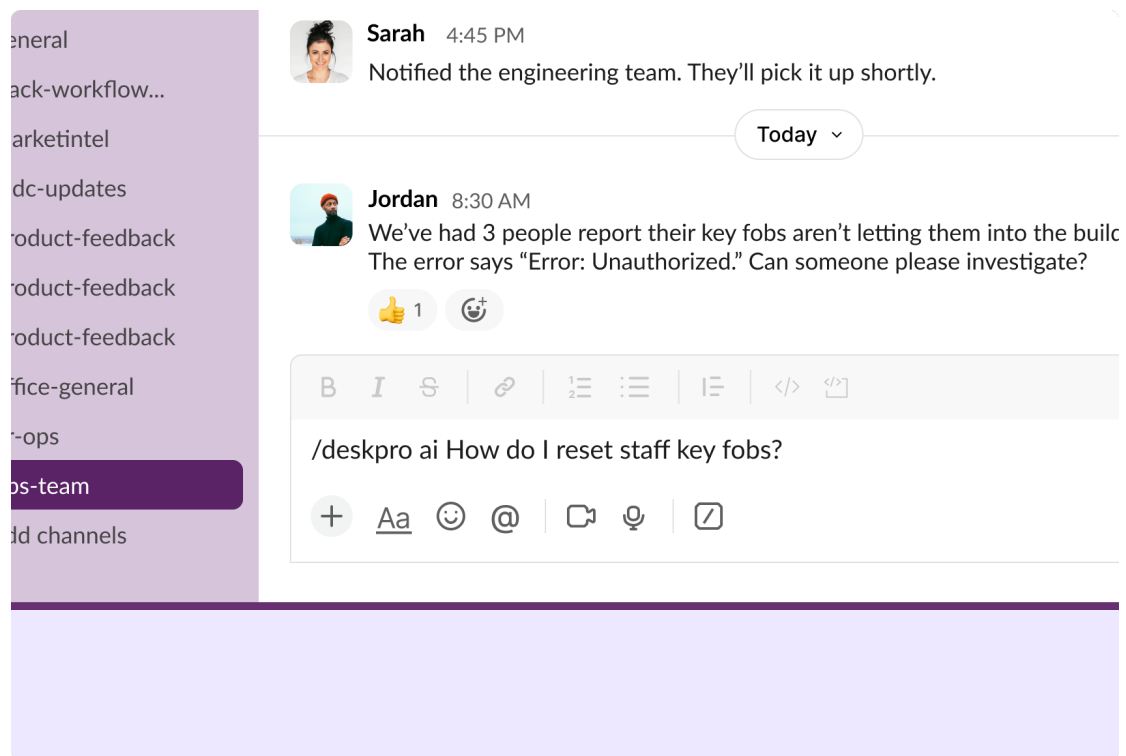 eneral
ack-workflow...
arketintel
dc-updates
roduct-feedback
roduct-feedback
roduct-feedback
ffice-general
r-ops
ps-team
dd channels
Sarah 4:45 PM
Notified the engineering team. They’ll pick it up shortly.
Today
Jordan 8:30 AM
We’ve had 3 people report their key fobs aren’t letting them into the build
The error says “Error: Unauthorized.” Can someone please investigate?
👍 1
B I S
/deskpro ai How do I reset staff key fobs?
+ Aa @